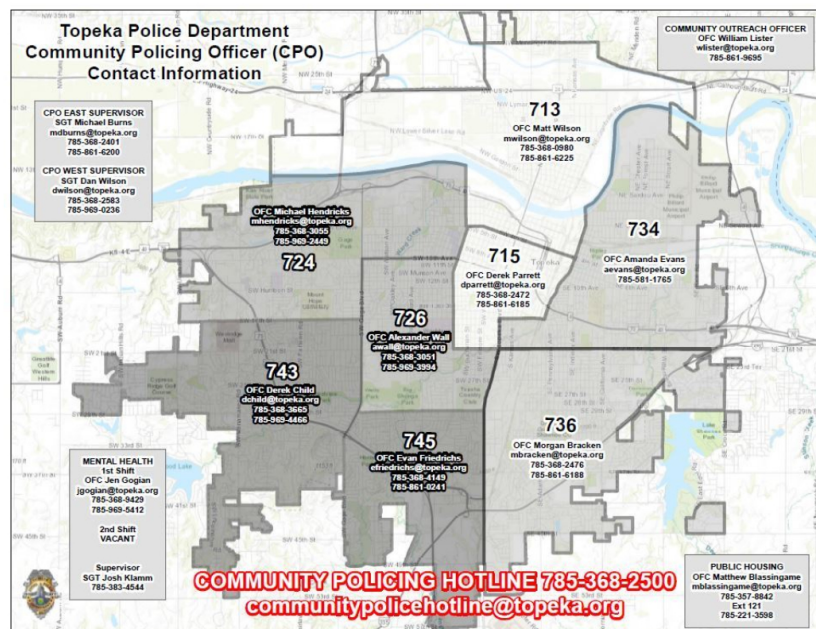 Topeka Police Department
Community Policing Officer (CPO)
Contact Information
COMMUNITY OUTREACH OFFICER
OFC William Lister
wlister@topeka.org
785-861-9695
CPO EAST SUPERVISOR
SGT Michael Burns
mdburns@topeka.org
785-368-2401
785-861-6200
CPO WEST SUPERVISOR
SGT Dan Wilson
dwilson@topeka.org
785-368-2583
785-969-0236
713
OFC Matt Wilson
mwilson@topeka.org
785-368-0980
785-861-6225
OFC Michael Hendricks
mhendricks@topeka.org
785-368-3055
785-969-2449
724
715
OFC Derek Parrett
dparrett@topeka.org
785-368-2472
785-861-6185
734
OFC Amanda Evans
aevans@topeka.org
785-581-1765
726
OFC Alexander Wall
awall@topeka.org
785-368-3051
785-969-3994
743
OFC Derek Child
dchild@topeka.org
785-368-3665
785-969-4466
745
OFC Evan Friedrichs
efriedrichs@topeka.org
785-368-4149
785-861-0241
736
OFC Morgan Bracken
mbracken@topeka.org
785-368-2476
785-861-6188
MENTAL HEALTH
1st Shift
OFC Jen Gogian
jgogian@topeka.org
785-368-9429
785-969-5412
2nd Shift
VACANT
Supervisor
SGT Josh Klamm
785-383-4544
PUBLIC HOUSING
OFC Matthew Blassingame
mblassingame@topeka.org
785-357-8842
Ext 121
785-221-3598
COMMUNITY POLICING HOTLINE 785-368-2500
communitypolicehotline@topeka.org